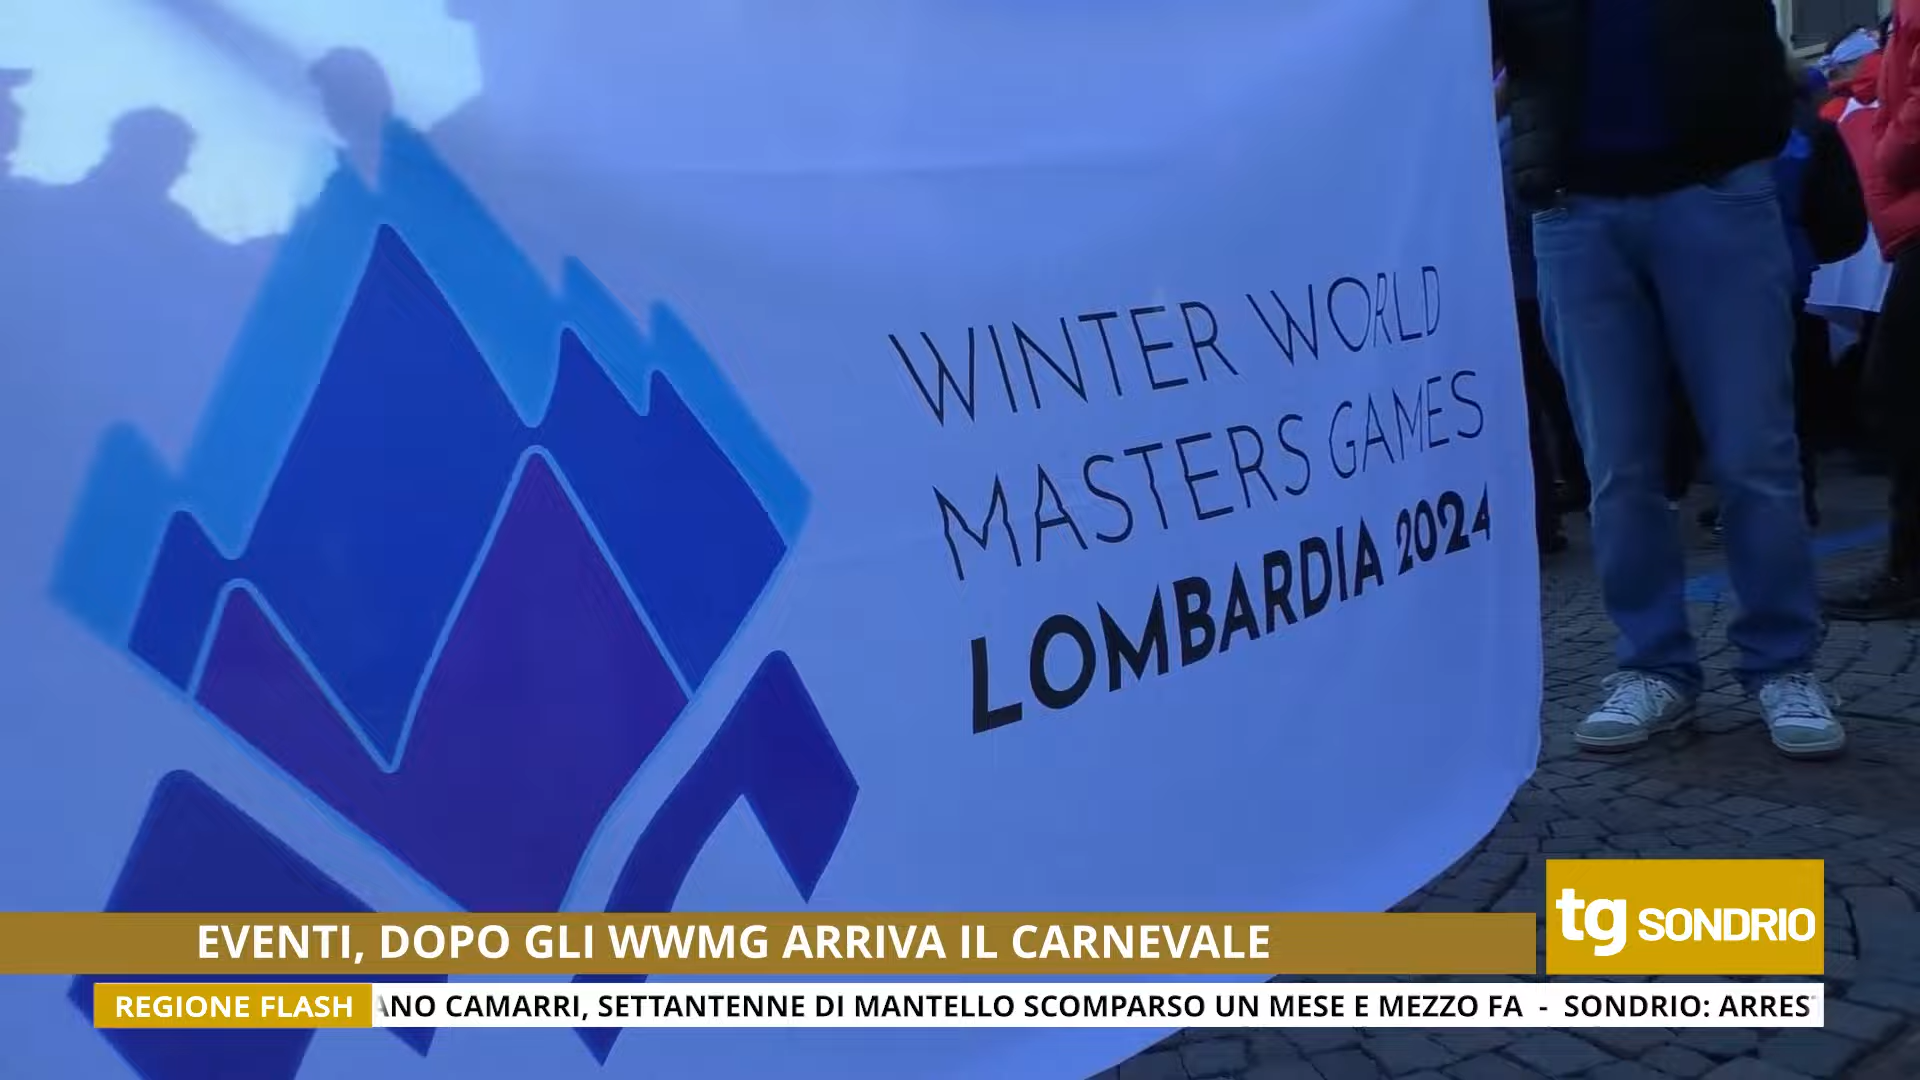 WINTER WORLD
MASTERS GAMES
LOMBARDIA 2024
EVENTI, DOPO GLI WWMG ARRIVA IL CARNEVALE
tg SONDRIO
REGIONE FLASH
CAMARRI, SETTANTENNE DI MANTELLO SCOMPARSO UN MESE E MEZZO FA - SONDRIO: